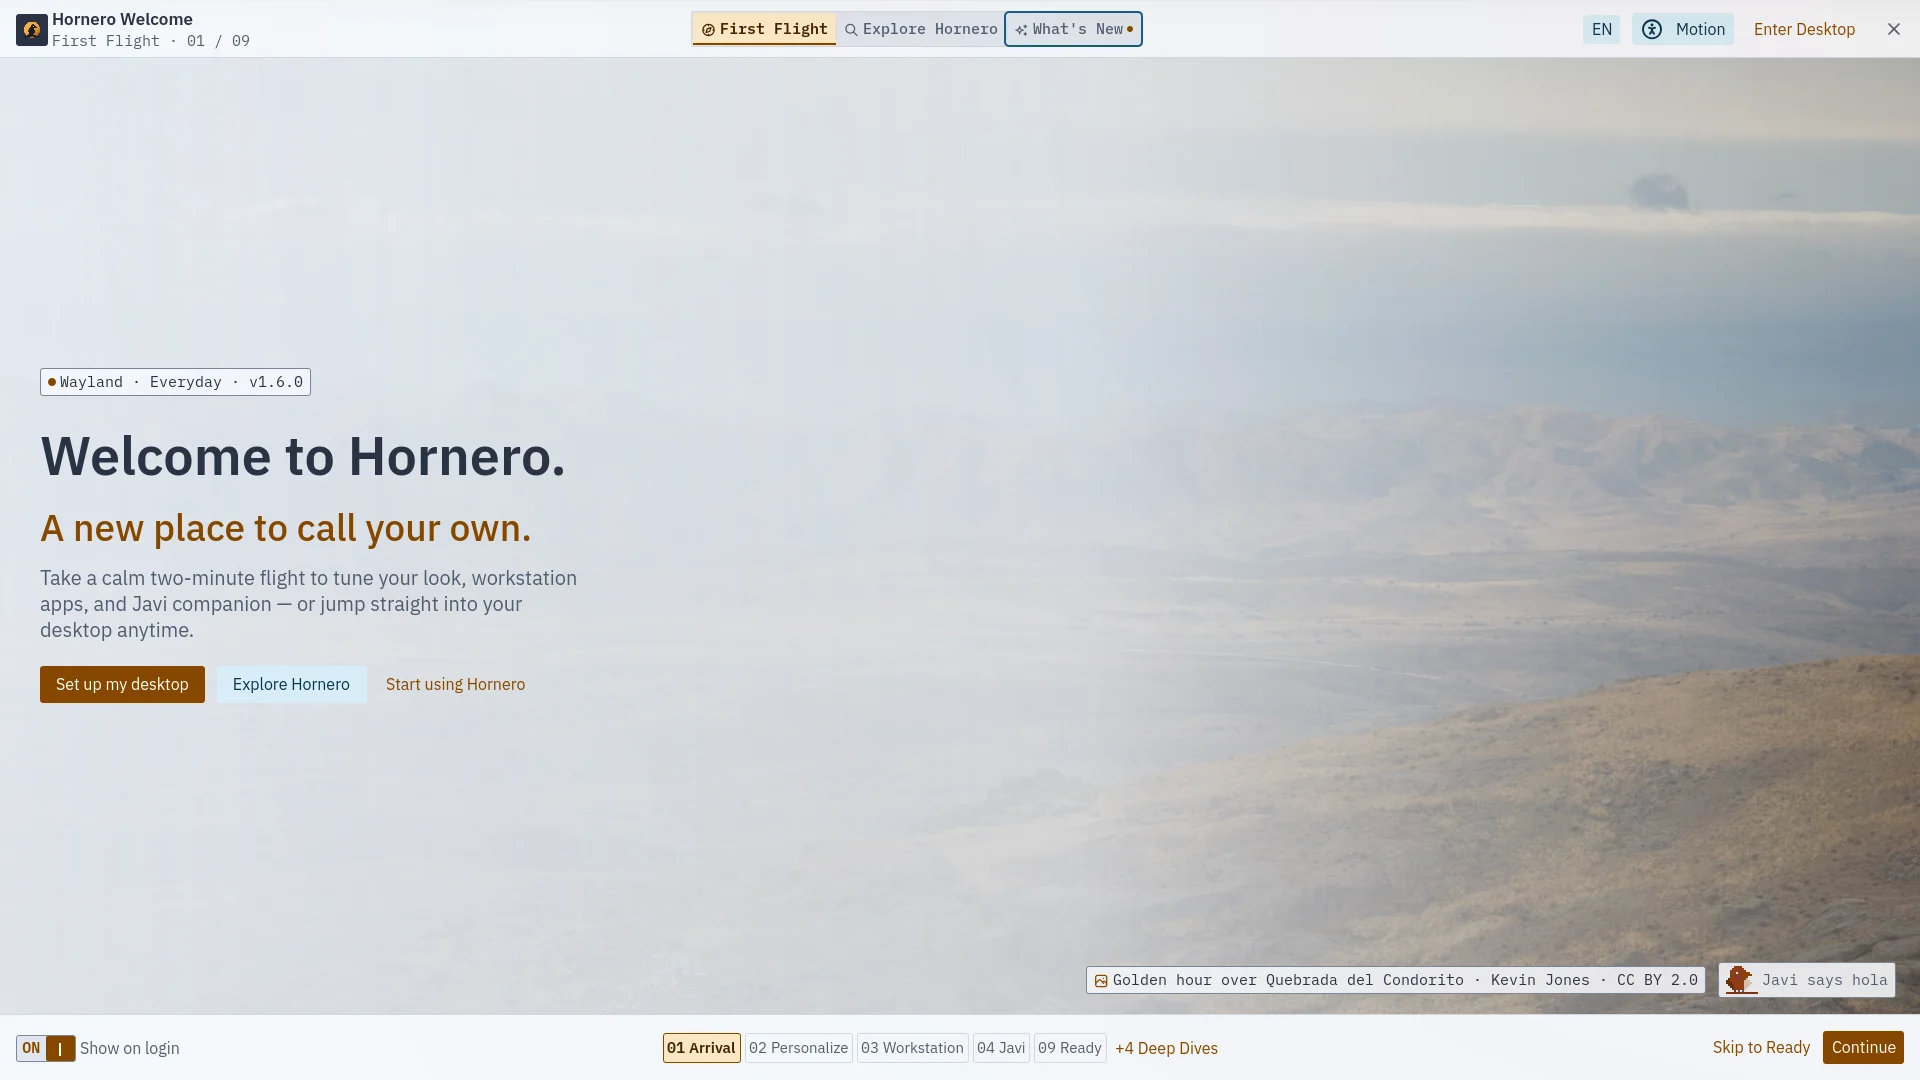 Hornero Welcome
First Flight · 01 / 09
First Flight
Explore Hornero
What's New
EN
Motion
Enter Desktop
Wayland · Everyday · v1.6.0
Welcome to Hornero.
A new place to call your own.
Take a calm two-minute flight to tune your look, workstation
apps, and Javi companion — or jump straight into your
desktop anytime.
Set up my desktop
Explore Hornero
Start using Hornero
Golden hour over Quebrada del Condorito · Kevin Jones · CC BY 2.0
Javi says hola
ON
Show on login
01 Arrival
02 Personalize
03 Workstation
04 Javi
09 Ready
+4 Deep Dives
Skip to Ready
Continue